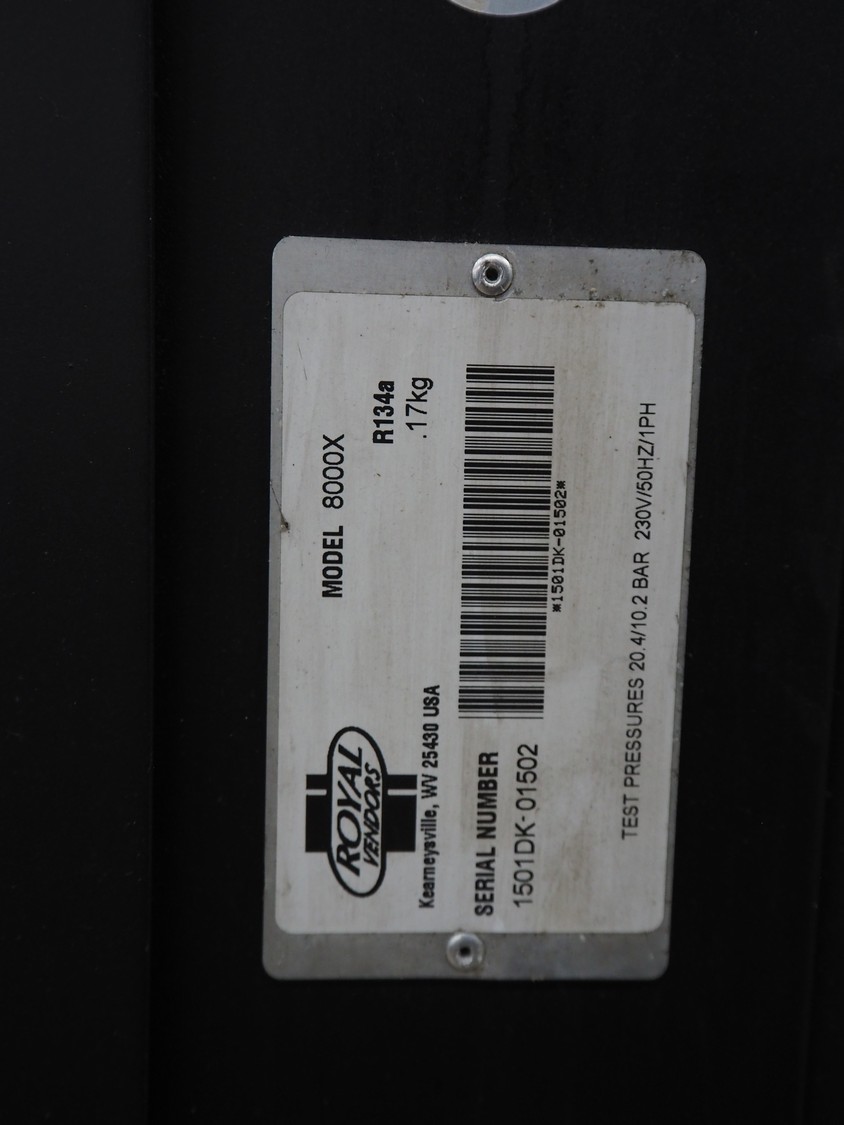 ROYAL
VENDORS
Kearneysville, WV 25430 USA
MODEL 8000X
R134a
.17kg
SERIAL NUMBER
1501DK-01502
*1501DK-01502*
TEST PRESSURES 20.4/10.2 BAR 230V/50HZ/1PH